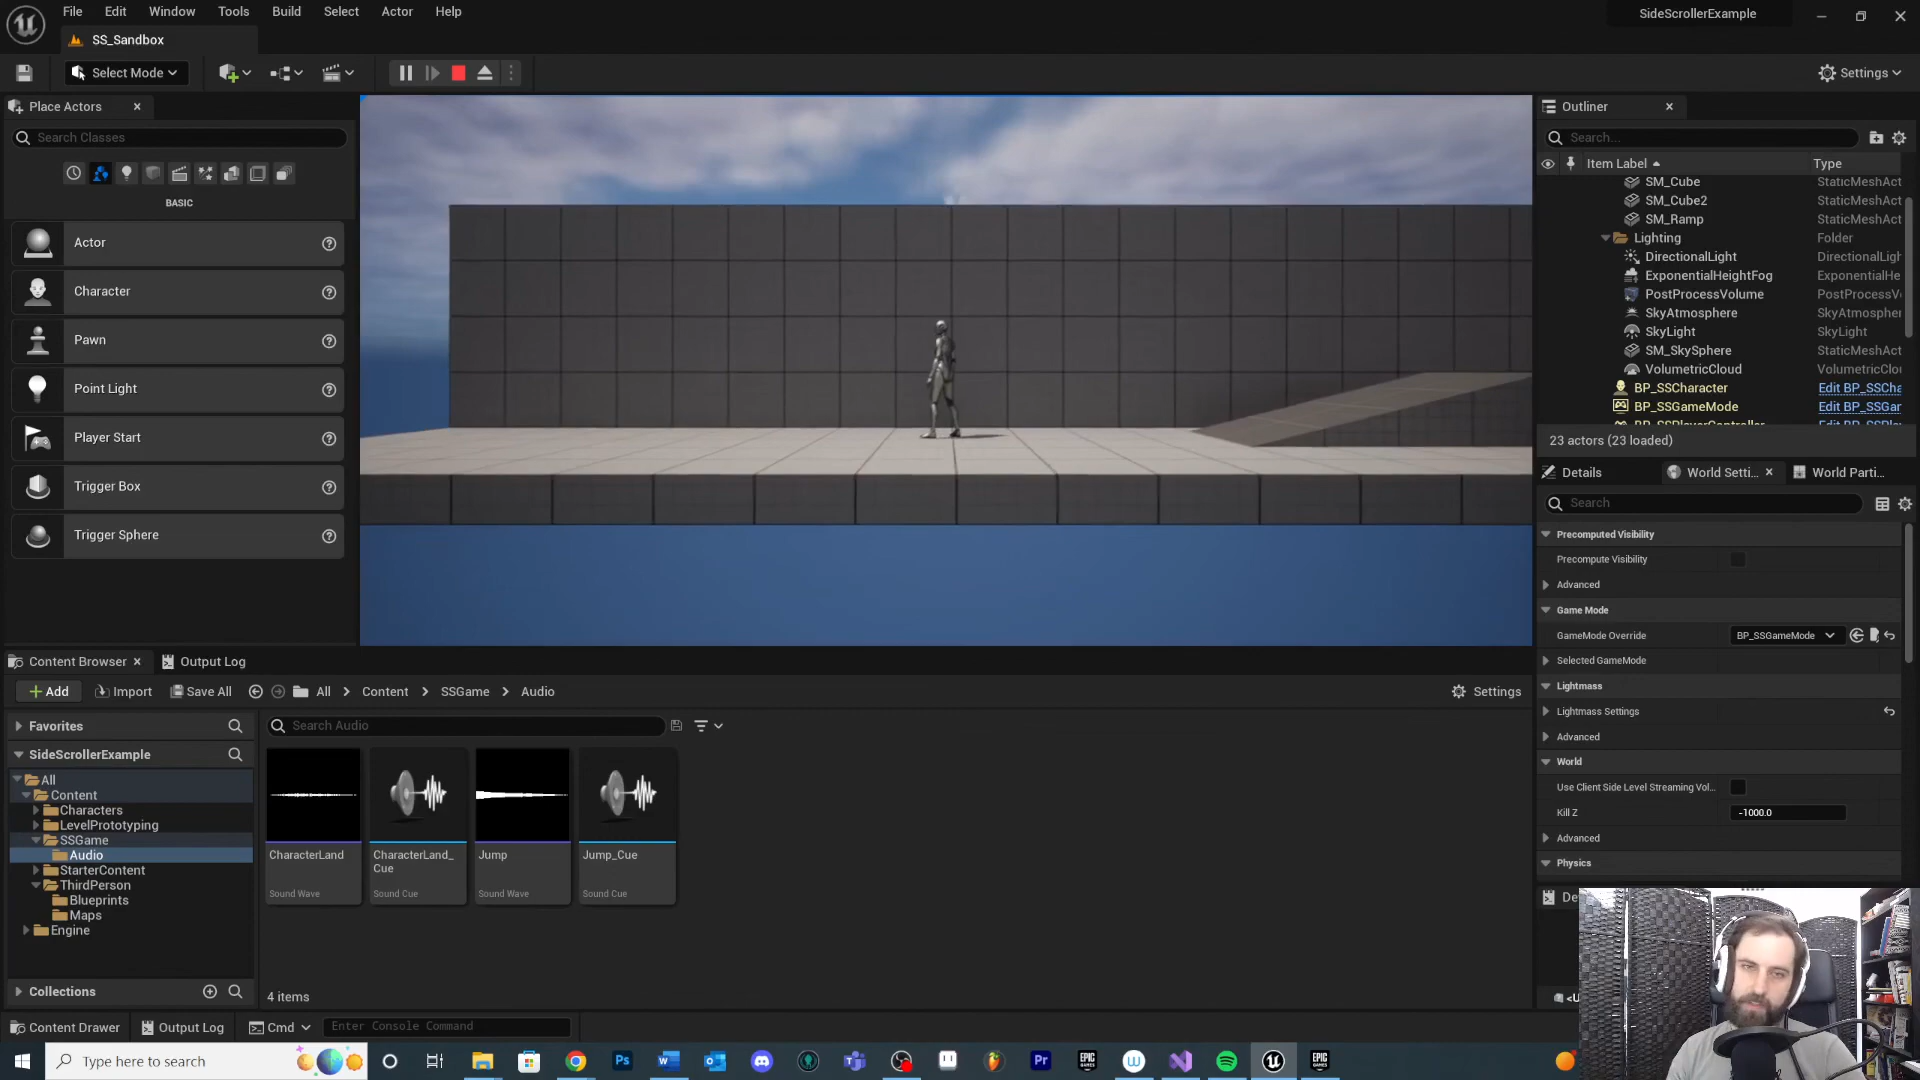 File Edit Window Tools Build Select Actor Help
SideScrollerExample
SS_Sandbox
Select Mode
Settings
Place Actors
Search Classes
BASIC
Actor
Character
Pawn
Point Light
Player Start
Trigger Box
Trigger Sphere
Outliner
Search...
Item Label Type
SM_Cube StaticMeshAct
SM_Cube2 StaticMeshAct
SM_Ramp StaticMeshAct
Lighting Folder
DirectionalLight DirectionalLigh
ExponentialHeightFog ExponentialHe
PostProcessVolume PostProcessV
SkyAtmosphere SkyAtmospher
SkyLight SkyLight
SM_SkySphere StaticMeshAct
VolumetricCloud VolumetricClou
BP_SSCharacter Edit BP_SSCha
BP_SSGameMode Edit BP_SSGar
23 actors (23 loaded)
Details World Setti... World Parti...
Search
Precomputed Visibility
Precompute Visibility
Advanced
Game Mode
GameMode Override BP_SSGameMode
Selected GameMode
Lightmass
Lightmass Settings
Advanced
World
Use Client Side Level Streaming Vol...
Kill Z -1000.0
Advanced
Physics
De
Content Browser Output Log
Add Import Save All All Content SSGame Audio Settings
Favorites
Search Audio
SideScrollerExample
All
Content
Characters
LevelPrototyping
SSGame
Audio
StarterContent
ThirdPerson
Blueprints
Maps
Engine
Collections
CharacterLand
Sound Wave
CharacterLand_
Cue
Sound Cue
Jump
Sound Wave
Jump_Cue
Sound Cue
4 items
<U
Content Drawer Output Log Cmd Enter Console Command
Type here to search